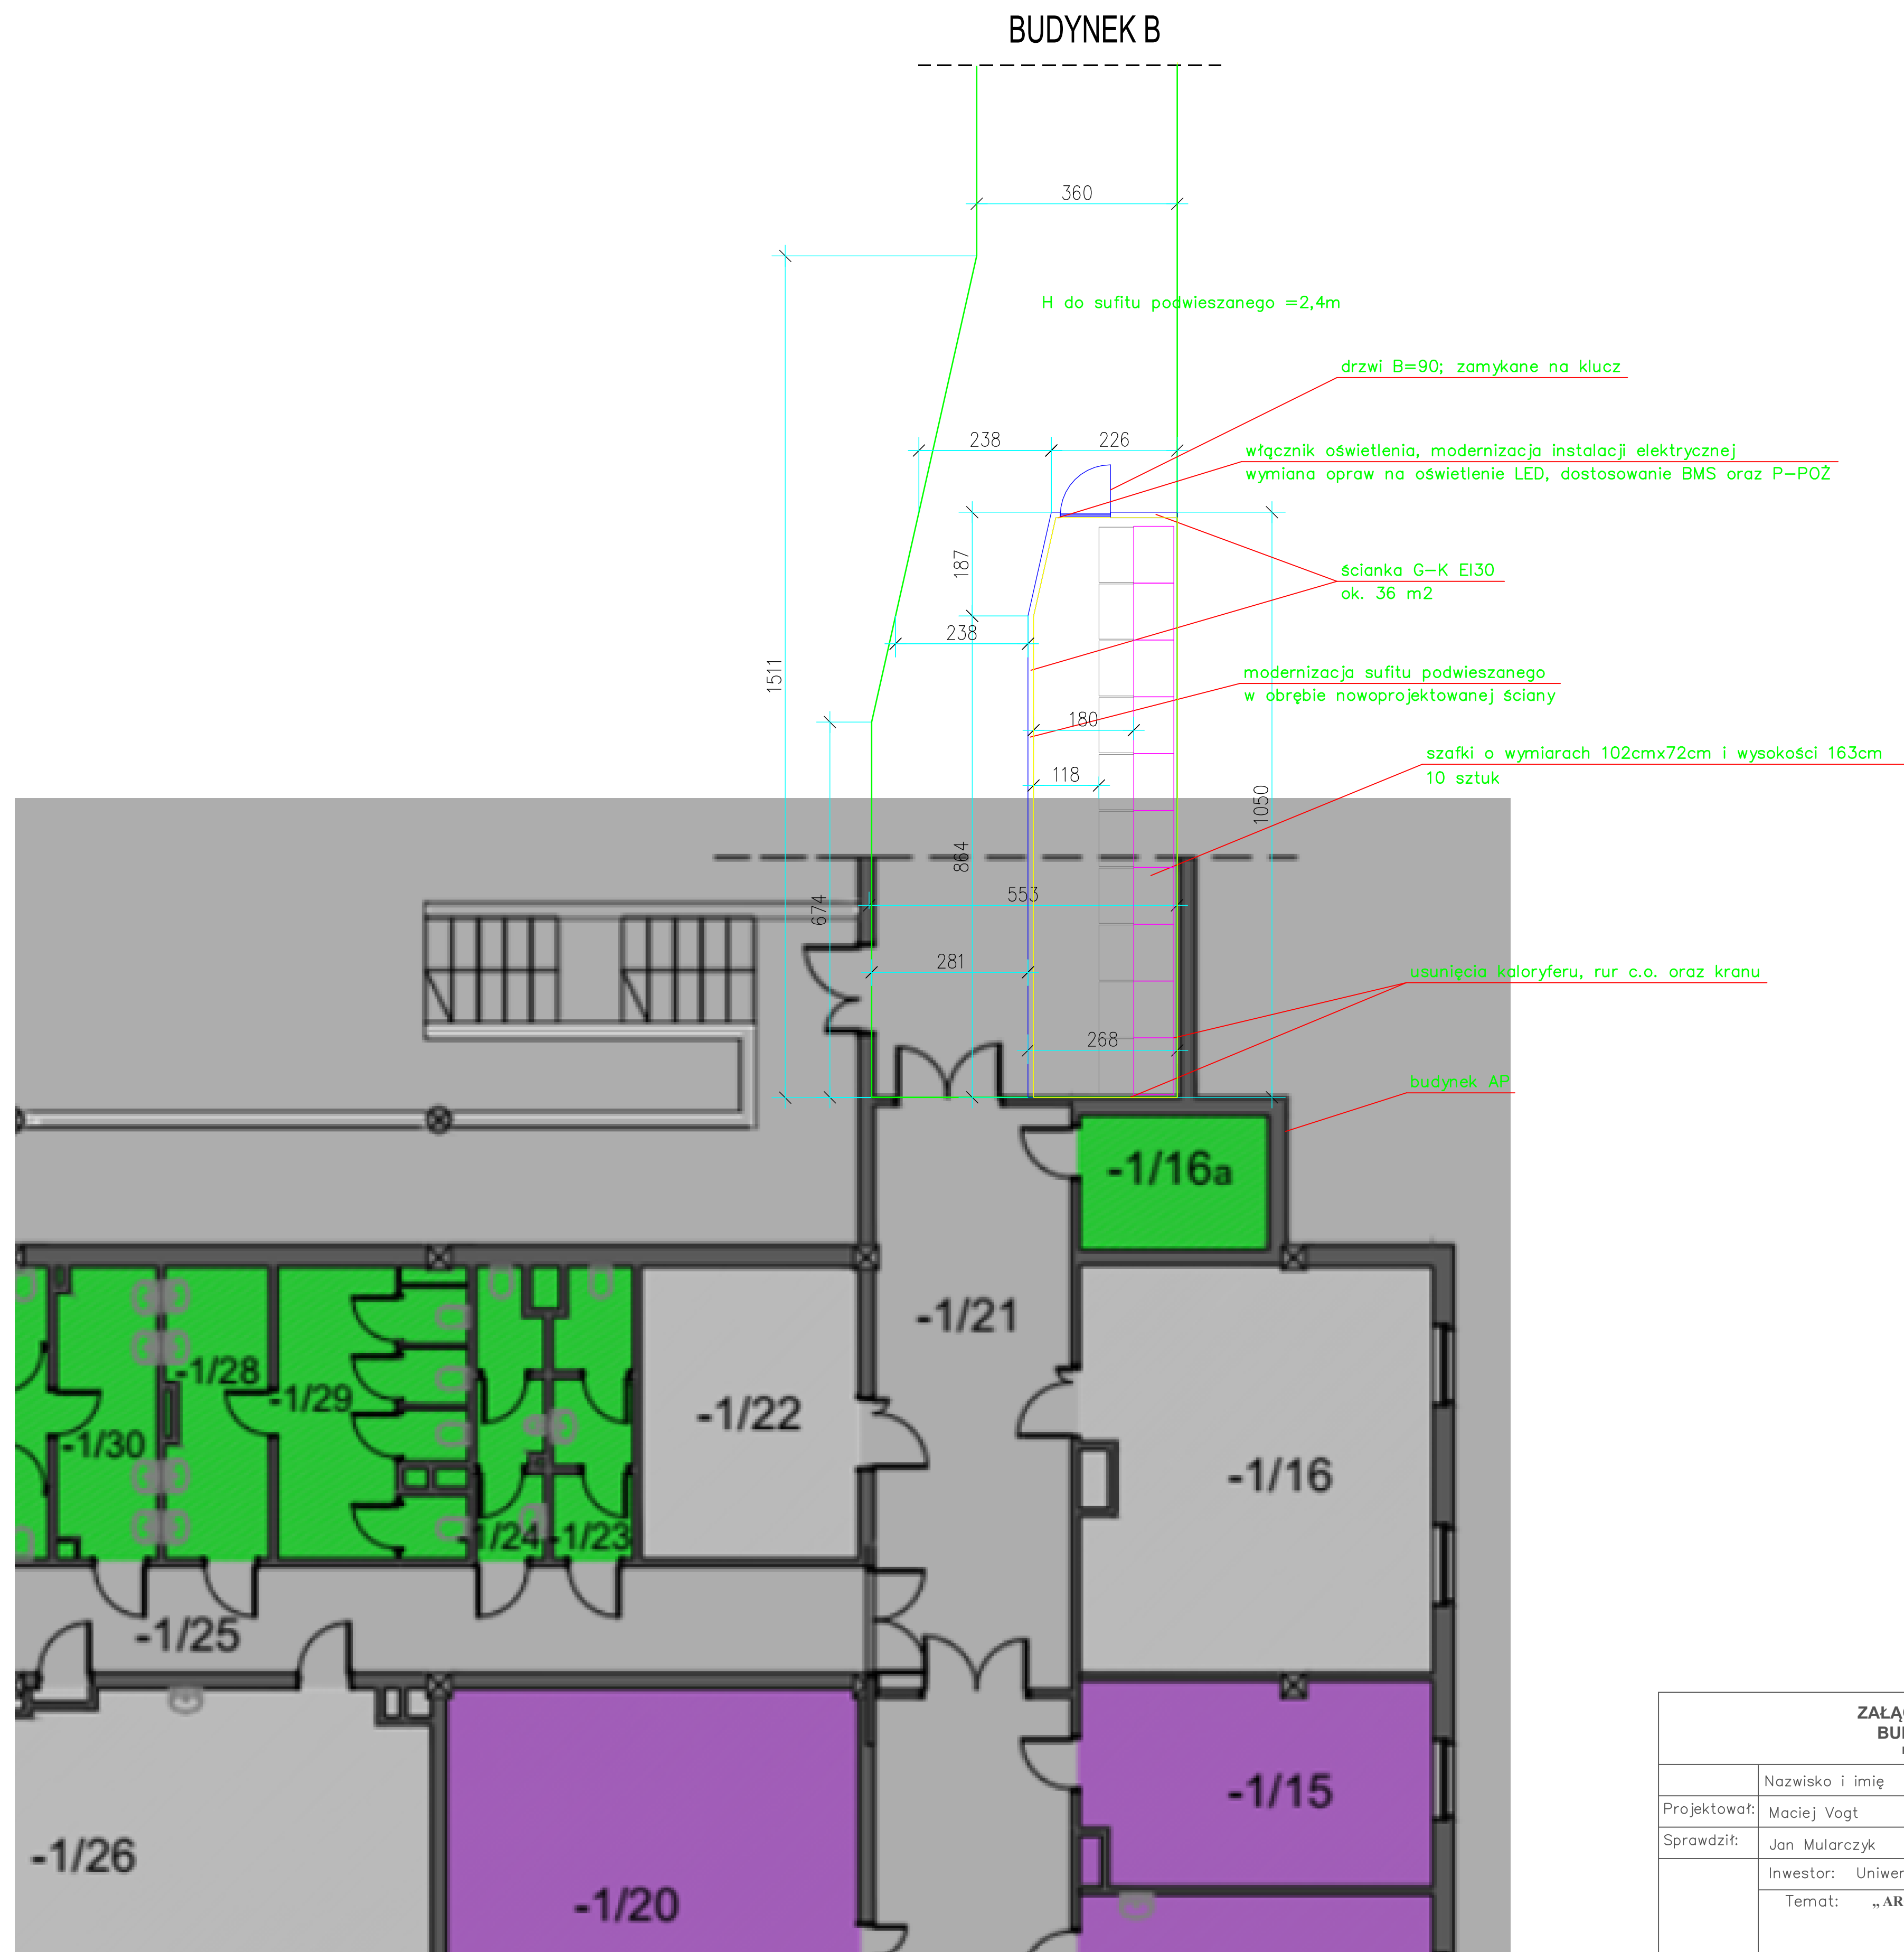 BUDYNEK B
360
H do sufitu podwieszanego =2,4m
drzwi B=90; zamykane na klucz
238
226
włącznik oświetlenia, modernizacja instalacji elektrycznej
wymiana opraw na oświetlenie LED, dostosowanie BMS oraz P-POŻ
187
ścianka G-K EI30
ok. 36 m2
238
1511
modernizacja sufitu podwieszanego
w obrębie nowoprojektowanej ściany
180
szafki o wymiarach 102cmx72cm i wysokości 163cm
10 sztuk
118
1050
864
553
674
281
usunięcia kaloryferu, rur c.o. oraz kranu
268
budynek AP
-1/16a
-1/21
-1/28
-1/29
-1/22
-1/30
-1/16
-1/24
-1/23
-1/25
-1/15
-1/26
-1/20
Nazwisko i imię
Projektował:
Maciej Vogt
Sprawdził:
Jan Mularczyk
Inwestor:
Temat: